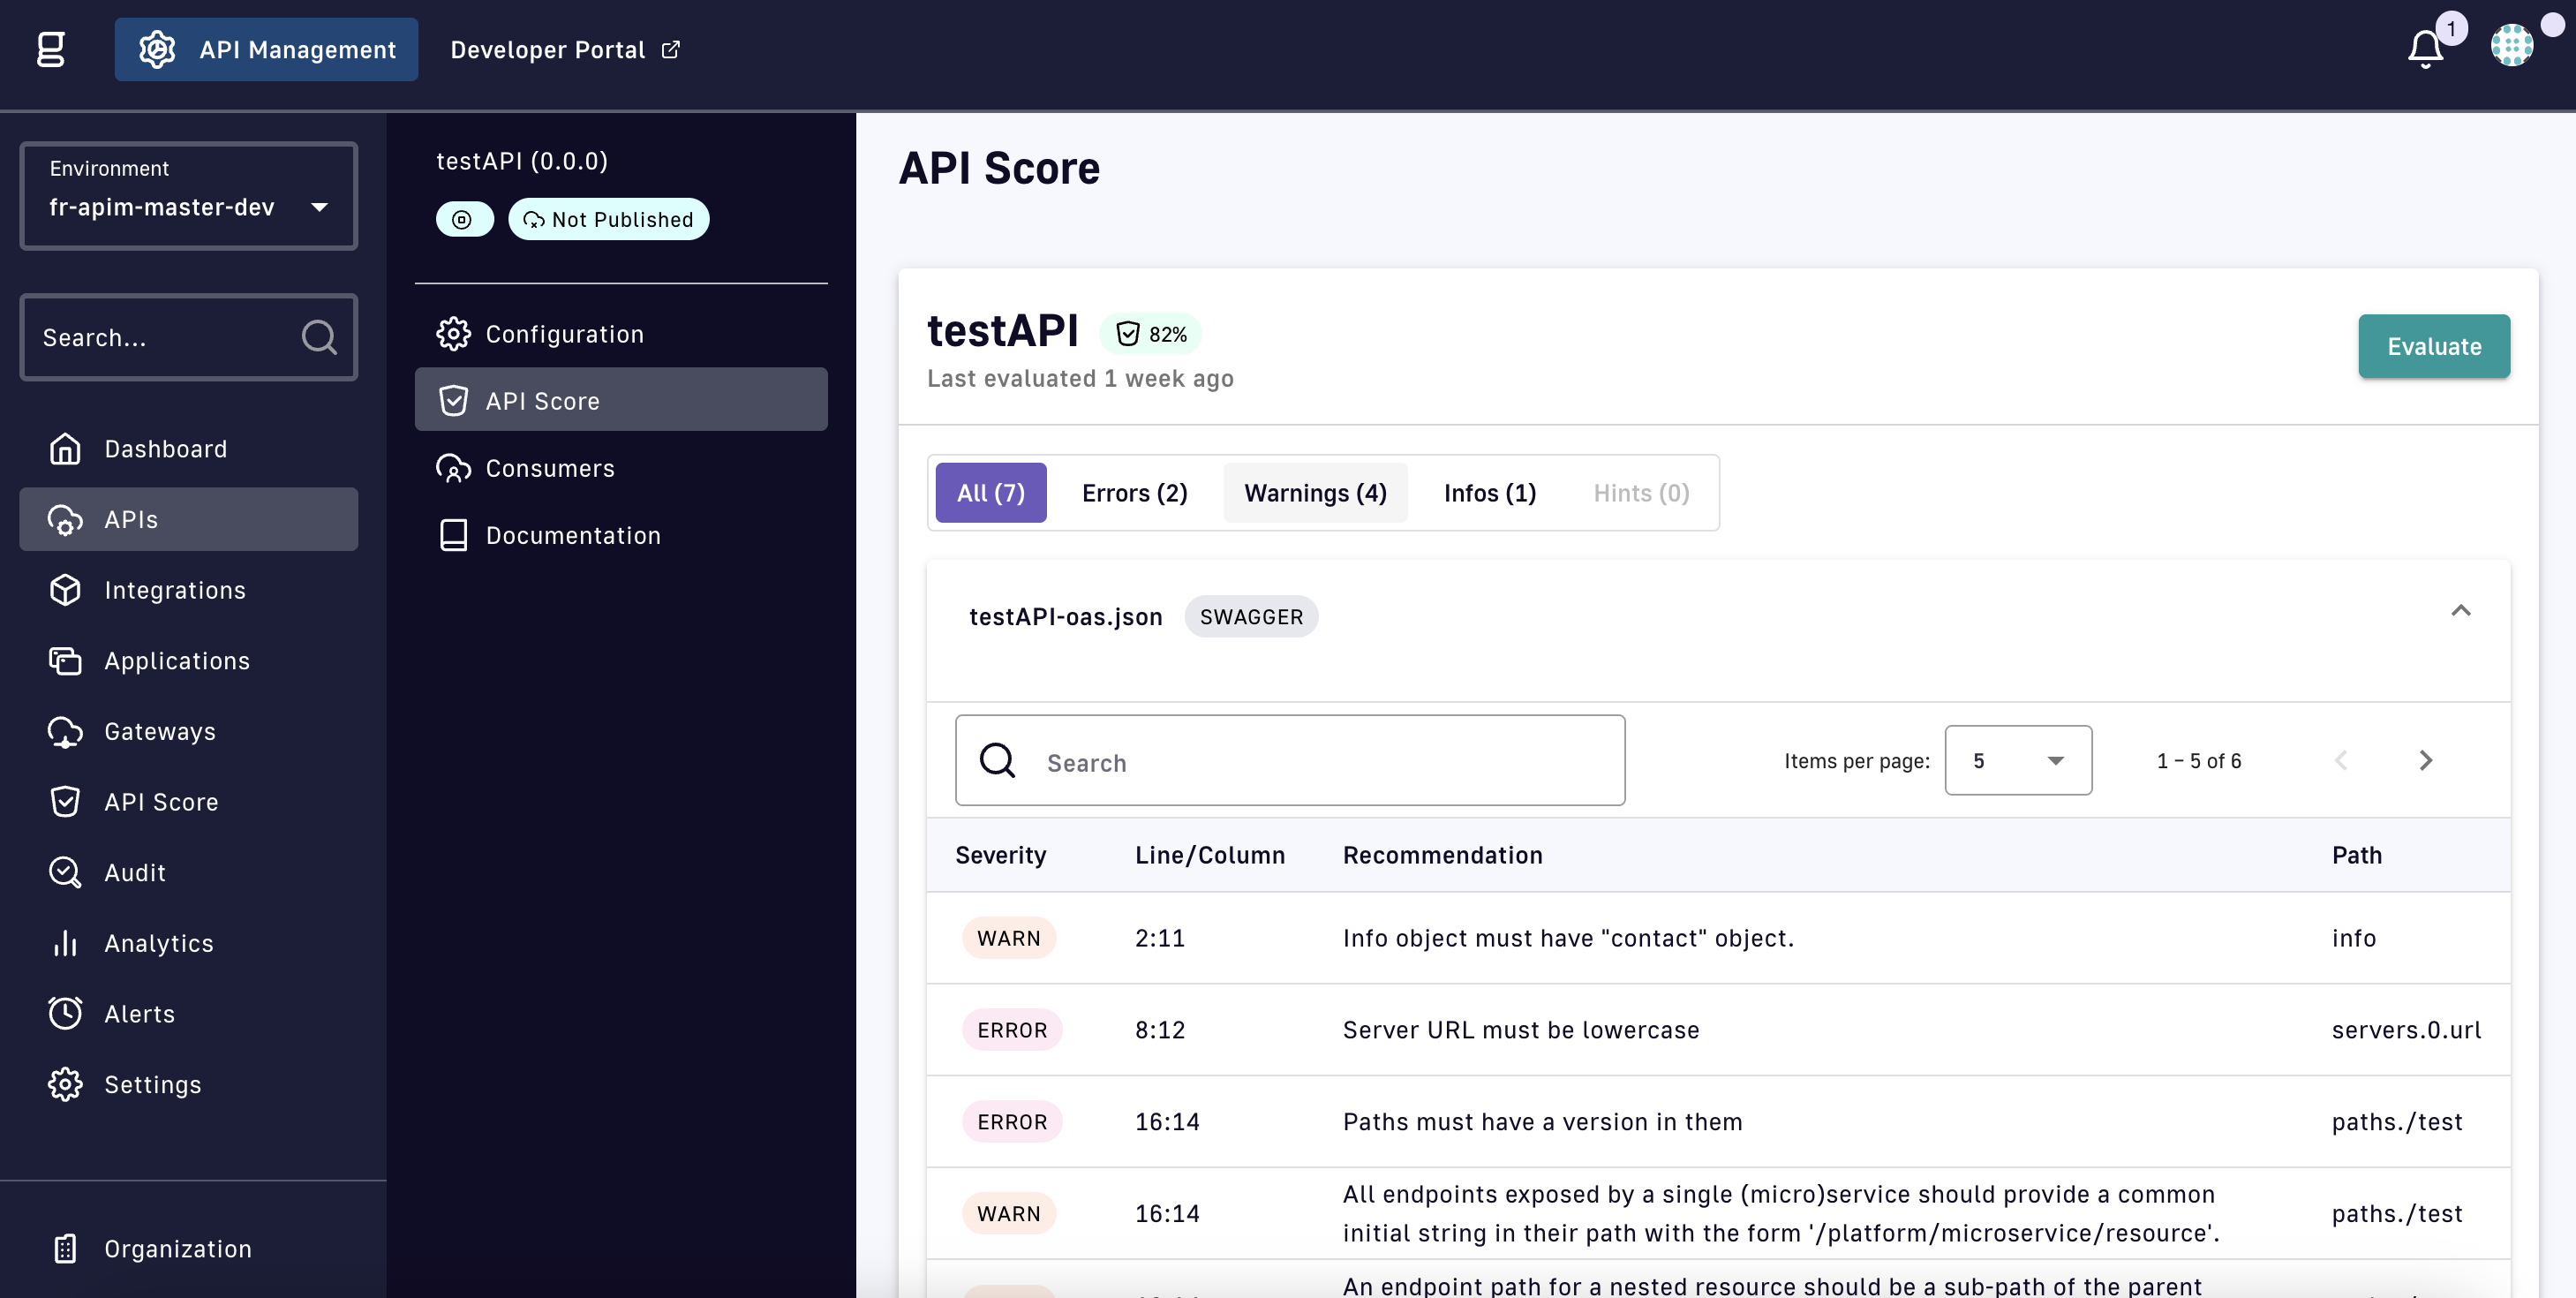 g
API Management
Developer Portal
1
Environment
fr-apim-master-dev
Search...
Dashboard
APIs
Integrations
Applications
Gateways
API Score
Audit
Analytics
Alerts
Settings
Organization
testAPI (0.0.0)
Not Published
Configuration
API Score
Consumers
Documentation
API Score
testAPI 82%
Last evaluated 1 week ago
Evaluate
All (7) Errors (2) Warnings (4) Infos (1) Hints (0)
testAPI-oas.json SWAGGER
Search
Items per page: 5 1 – 5 of 6
Severity Line/Column Recommendation Path
WARN 2:11 Info object must have "contact" object. info
ERROR 8:12 Server URL must be lowercase servers.0.url
ERROR 16:14 Paths must have a version in them paths./test
WARN 16:14 All endpoints exposed by a single (micro)service should provide a common paths./test
initial string in their path with the form '/platform/microservice/resource'.
An endpoint path for a nested resource should be a sub-path of the parent